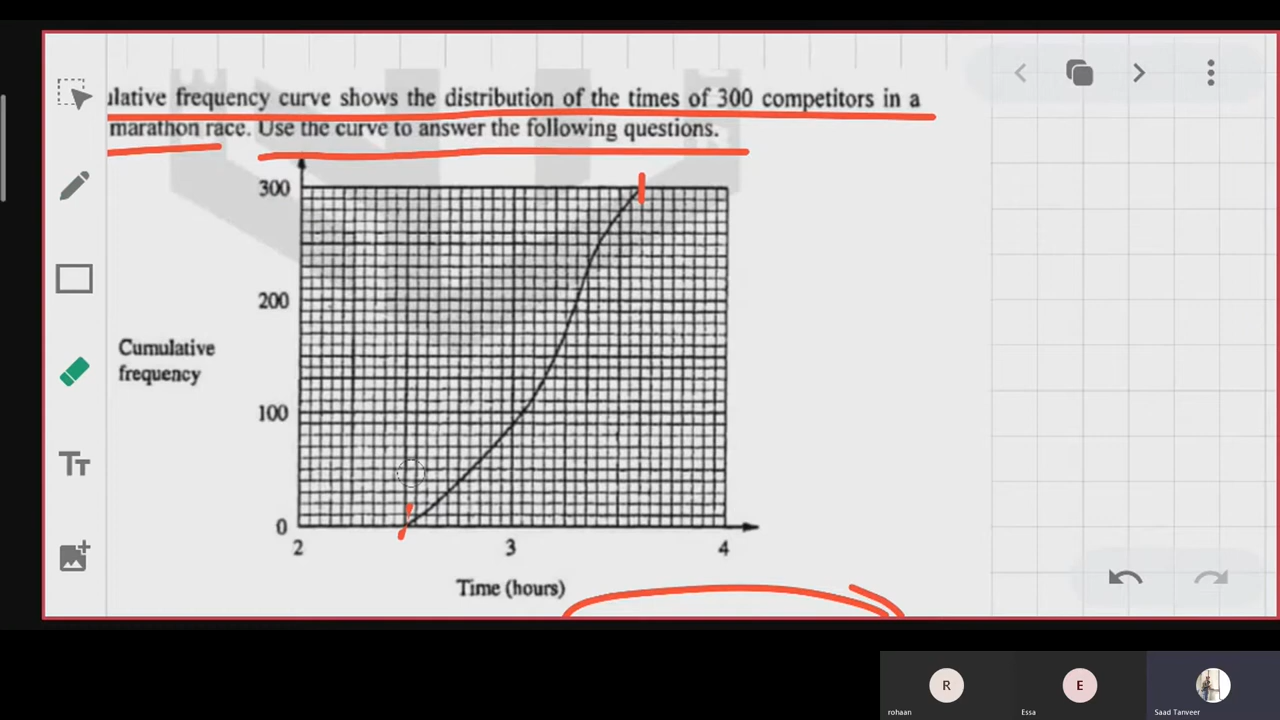 ulative frequency curve shows the distribution of the times of 300 competitors in a
marathon race. Use the curve to answer the following questions.
300
200
Cumulative
frequency
100
0
2
3
4
Time (hours)
TT
R
E
rohaan
Essa
Saad Tanveer